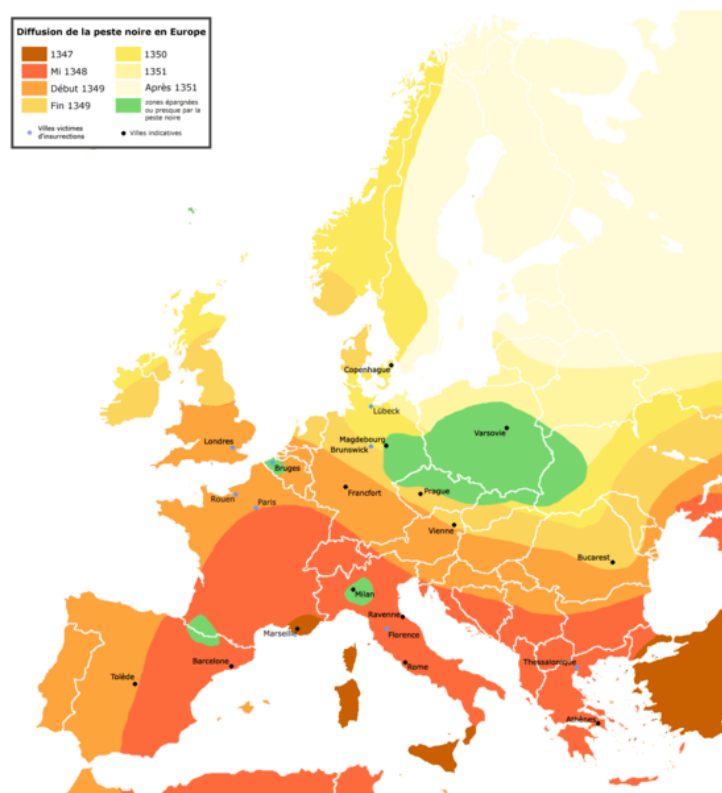 Diffusion de la peste noire en Europe
1347
Mi 1348
Début 1349
Fin 1349
1350
1351
Après 1351
zones épargnées
ou presque par la
peste noire
Villes victimes
d'insurrections
Villes indicatives
Copenhague
Lübeck
Magdebourg
Brunswick
Varsovie
Londres
Bruges
Rouen
Paris
Francfort
Prague
Vienne
Bucarest
Milan
Ravenne
Marseille
Florence
Barcelone
Rome
Tolède
Thessalonique
Athènes